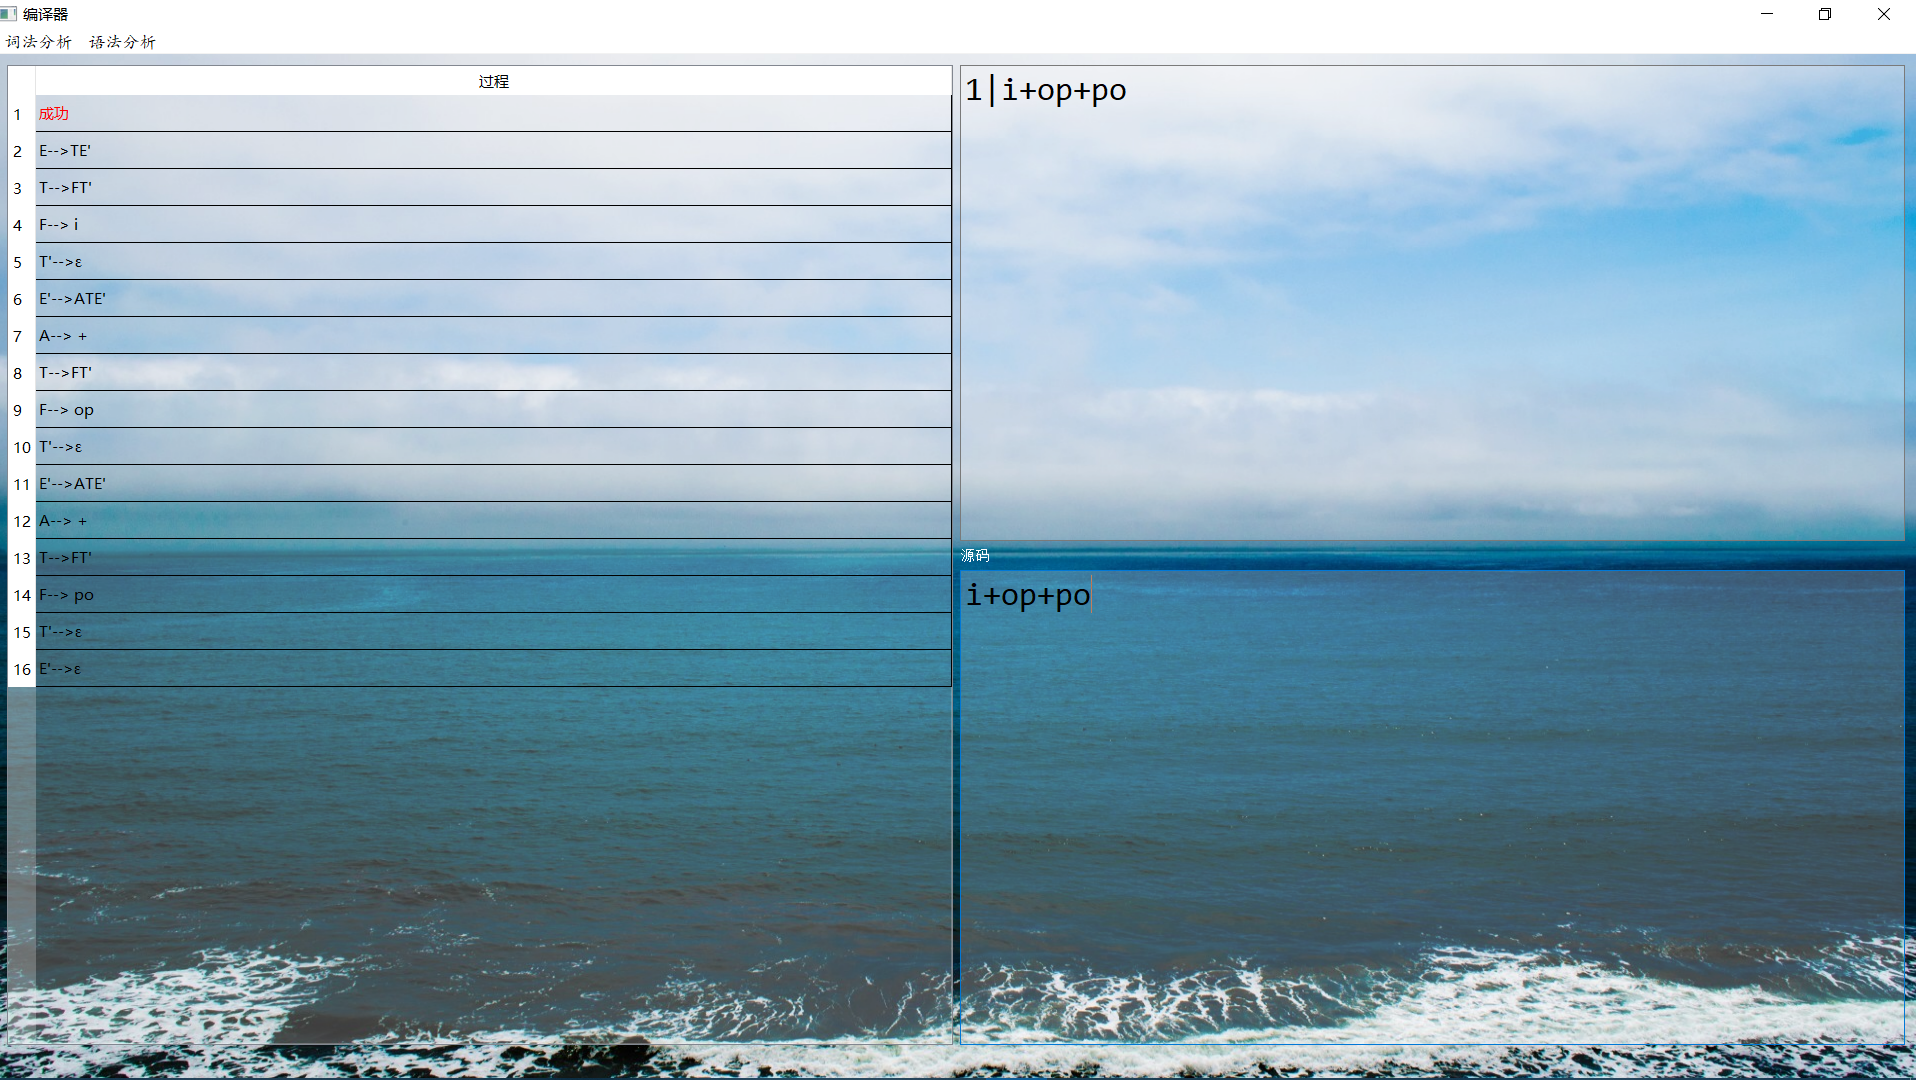 编译器
词法分析 语法分析
过程
1 成功
2 E-->TE'
3 T-->FT'
4 F--> i
5 T'-->ε
6 E'-->ATE'
7 A--> +
8 T-->FT'
9 F--> op
10 T'-->ε
11 E'-->ATE'
12 A--> +
13 T-->FT'
14 F--> po
15 T'-->ε
16 E'-->ε
1|i+op+po
源码
i+op+po